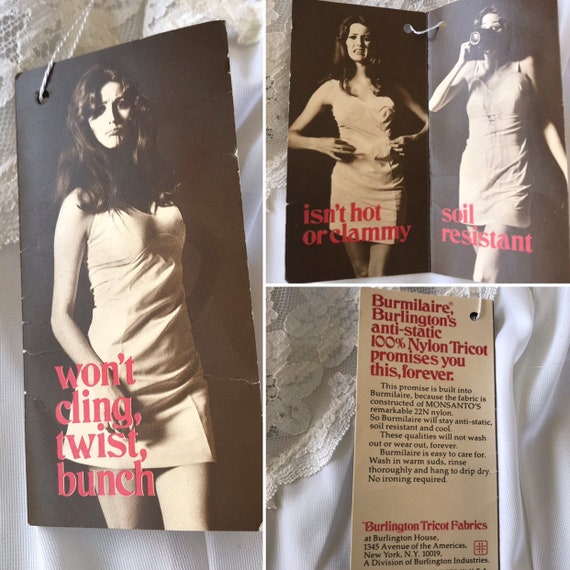 won't
cling,
twist,
bunch
isn't hot
or clammy
soil
resistant
Burmilaire®,
Burlington's
anti-static
100% Nylon Tricot
promises you
this, forever.
This promise is built into
Burmilaire, because the fabric is
constructed of MONSANTO'S
remarkable 22N nylon.
So Burmilaire will stay anti-static,
soil resistant and cool.
These qualities will not wash
out or wear out, forever.
Burmilaire is easy to care for.
Wash in warm suds, rinse
thoroughly and hang to drip dry.
No ironing required.
Burlington Tricot Fabrics
at Burlington House,
1345 Avenue of the Americas,
New York, N.Y. 10019,
A Division of Burlington Industries.